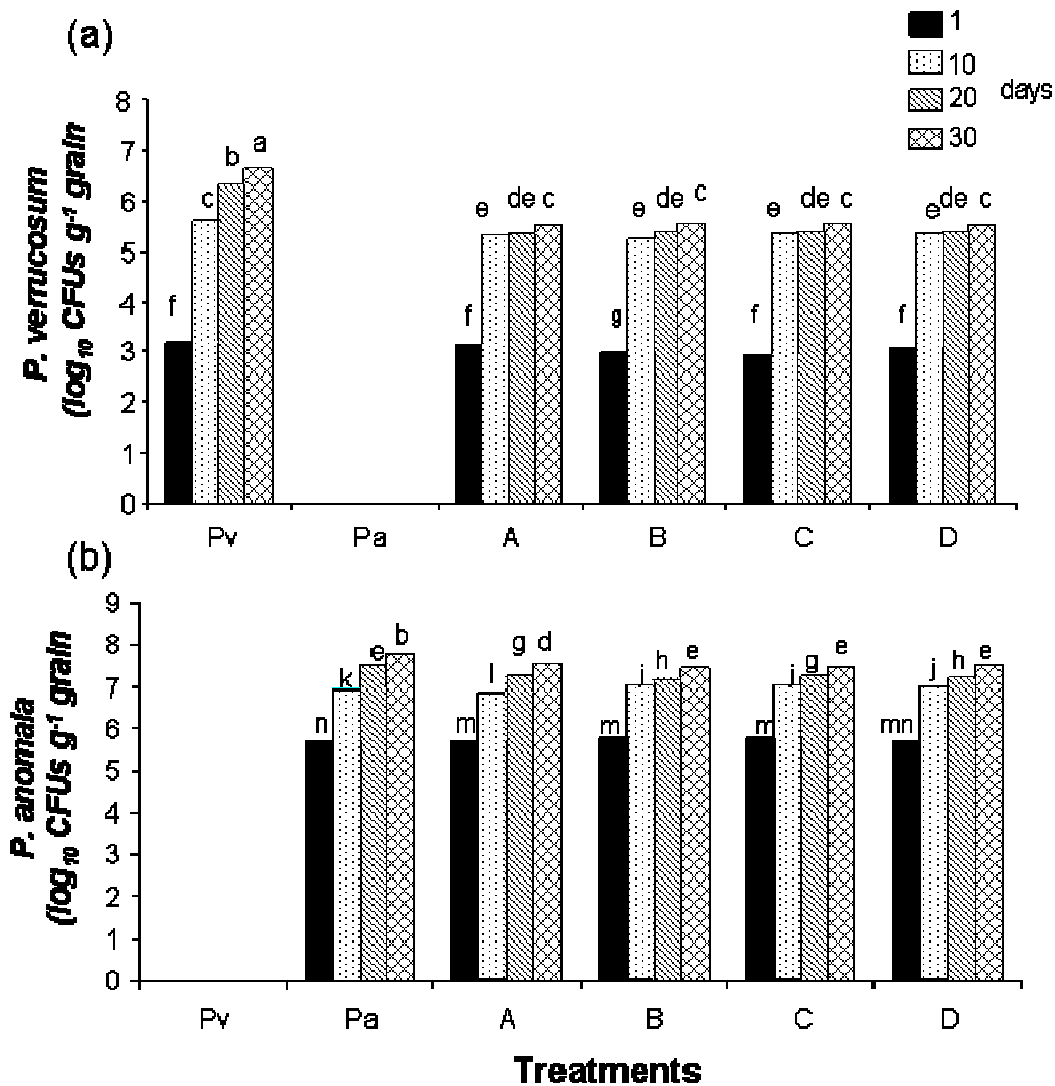 (a)
1
10
20
30
days
P. verrucosum
(log₁₀ CFUs g⁻¹ grain)
8
7
6
5
4
3
2
1
0
f c b a
e de c
f
e de c
g
e de c
f
e de c
f
Pv Pa A B C D
(b)
P. anomala
(log₁₀ CFUs g⁻¹ grain)
9
8
7
6
5
4
3
2
1
0
n k e b
m l g d
m j h e
m j g e
mn j h e
Pv Pa A B C D
Treatments